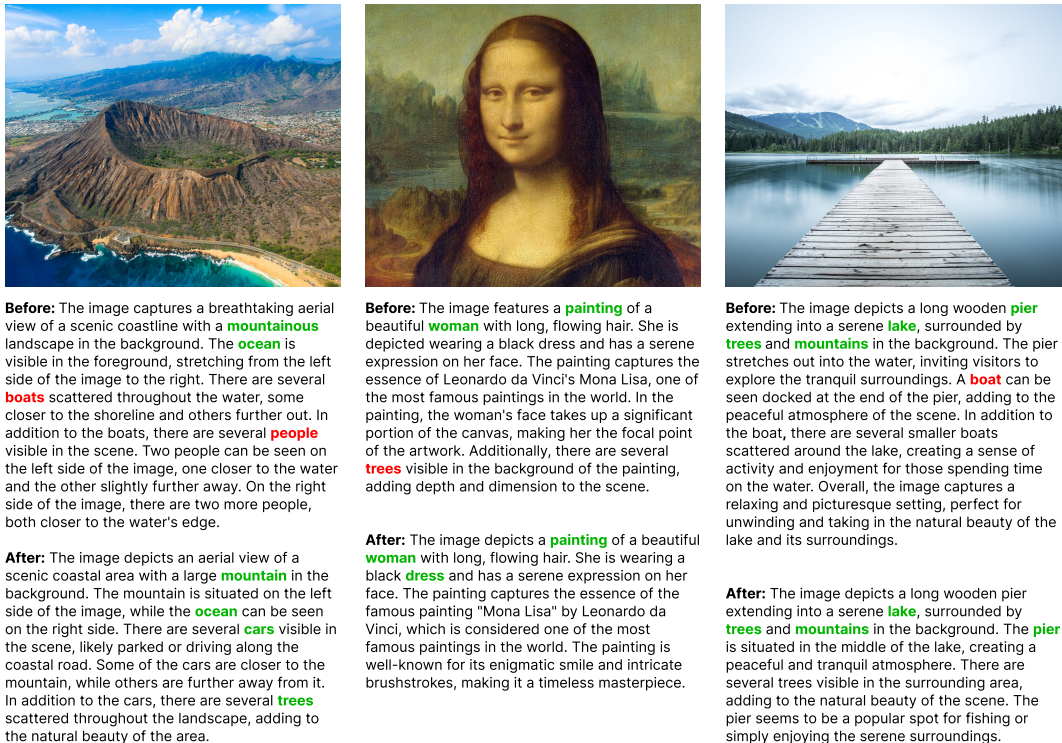 Before: The image captures a breathtaking aerial
view of a scenic coastline with a mountainous
landscape in the background. The ocean is
visible in the foreground, stretching from the left
side of the image to the right. There are several
boats scattered throughout the water, some
closer to the shoreline and others further out. In
addition to the boats, there are several people
visible in the scene. Two people can be seen on
the left side of the image, one closer to the water
and the other slightly further away. On the right
side of the image, there are two more people,
both closer to the water's edge.
After: The image depicts an aerial view of a
scenic coastal area with a large mountain in the
background. The mountain is situated on the left
side of the image, while the ocean can be seen
on the right side. There are several cars visible in
the scene, likely parked or driving along the
coastal road. Some of the cars are closer to the
mountain, while others are further away from it.
In addition to the cars, there are several trees
scattered throughout the landscape, adding to
the natural beauty of the area.
Before: The image features a painting of a
beautiful woman with long, flowing hair. She is
depicted wearing a black dress and has a serene
expression on her face. The painting captures the
essence of Leonardo da Vinci's Mona Lisa, one of
the most famous paintings in the world. In the
painting, the woman's face takes up a significant
portion of the canvas, making her the focal point
of the artwork. Additionally, there are several
trees visible in the background of the painting,
adding depth and dimension to the scene.
After: The image depicts a painting of a beautiful
woman with long, flowing hair. She is wearing a
black dress and has a serene expression on her
face. The painting captures the essence of the
famous painting "Mona Lisa" by Leonardo da
Vinci, which is considered one of the most
famous paintings in the world. The painting is
well-known for its enigmatic smile and intricate
brushstrokes, making it a timeless masterpiece.
Before: The image depicts a long wooden pier
extending into a serene lake, surrounded by
trees and mountains in the background. The pier
stretches out into the water, inviting visitors to
explore the tranquil surroundings. A boat can be
seen docked at the end of the pier, adding to the
peaceful atmosphere of the scene. In addition to
the boat, there are several smaller boats
scattered around the lake, creating a sense of
activity and enjoyment for those spending time
on the water. Overall, the image captures a
relaxing and picturesque setting, perfect for
unwinding and taking in the natural beauty of the
lake and its surroundings.
After: The image depicts a long wooden pier
extending into a serene lake, surrounded by
trees and mountains in the background. The pier
is situated in the middle of the lake, creating a
peaceful and tranquil atmosphere. There are
several trees visible in the surrounding area,
adding to the natural beauty of the scene. The
pier seems to be a popular spot for fishing or
simply enjoying the serene surroundings.